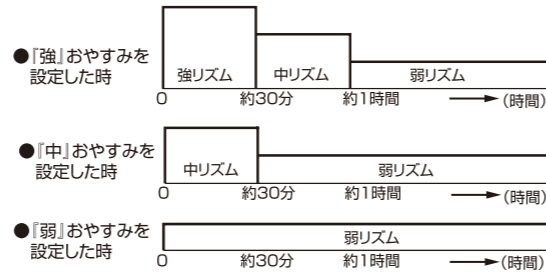 ●『強』おやすみを
設定した時
強リズム 中リズム 弱リズム
0 約30分 約1時間 (時間)
●『中』おやすみを
設定した時
中リズム 弱リズム
0 約30分 約1時間 (時間)
●『弱』おやすみを
設定した時
弱リズム
0 約30分 約1時間 (時間)